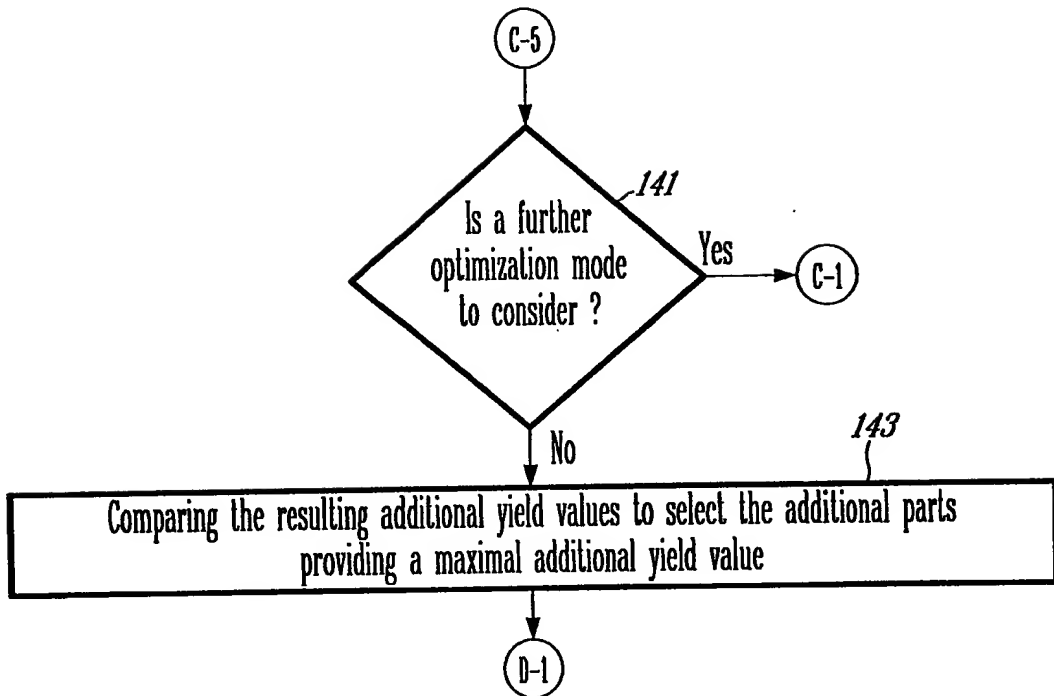 C-5
141
Is a further
optimization mode
to consider ?
Yes
C-1
No
143
Comparing the resulting additional yield values to select the additional parts
providing a maximal additional yield value
D-1